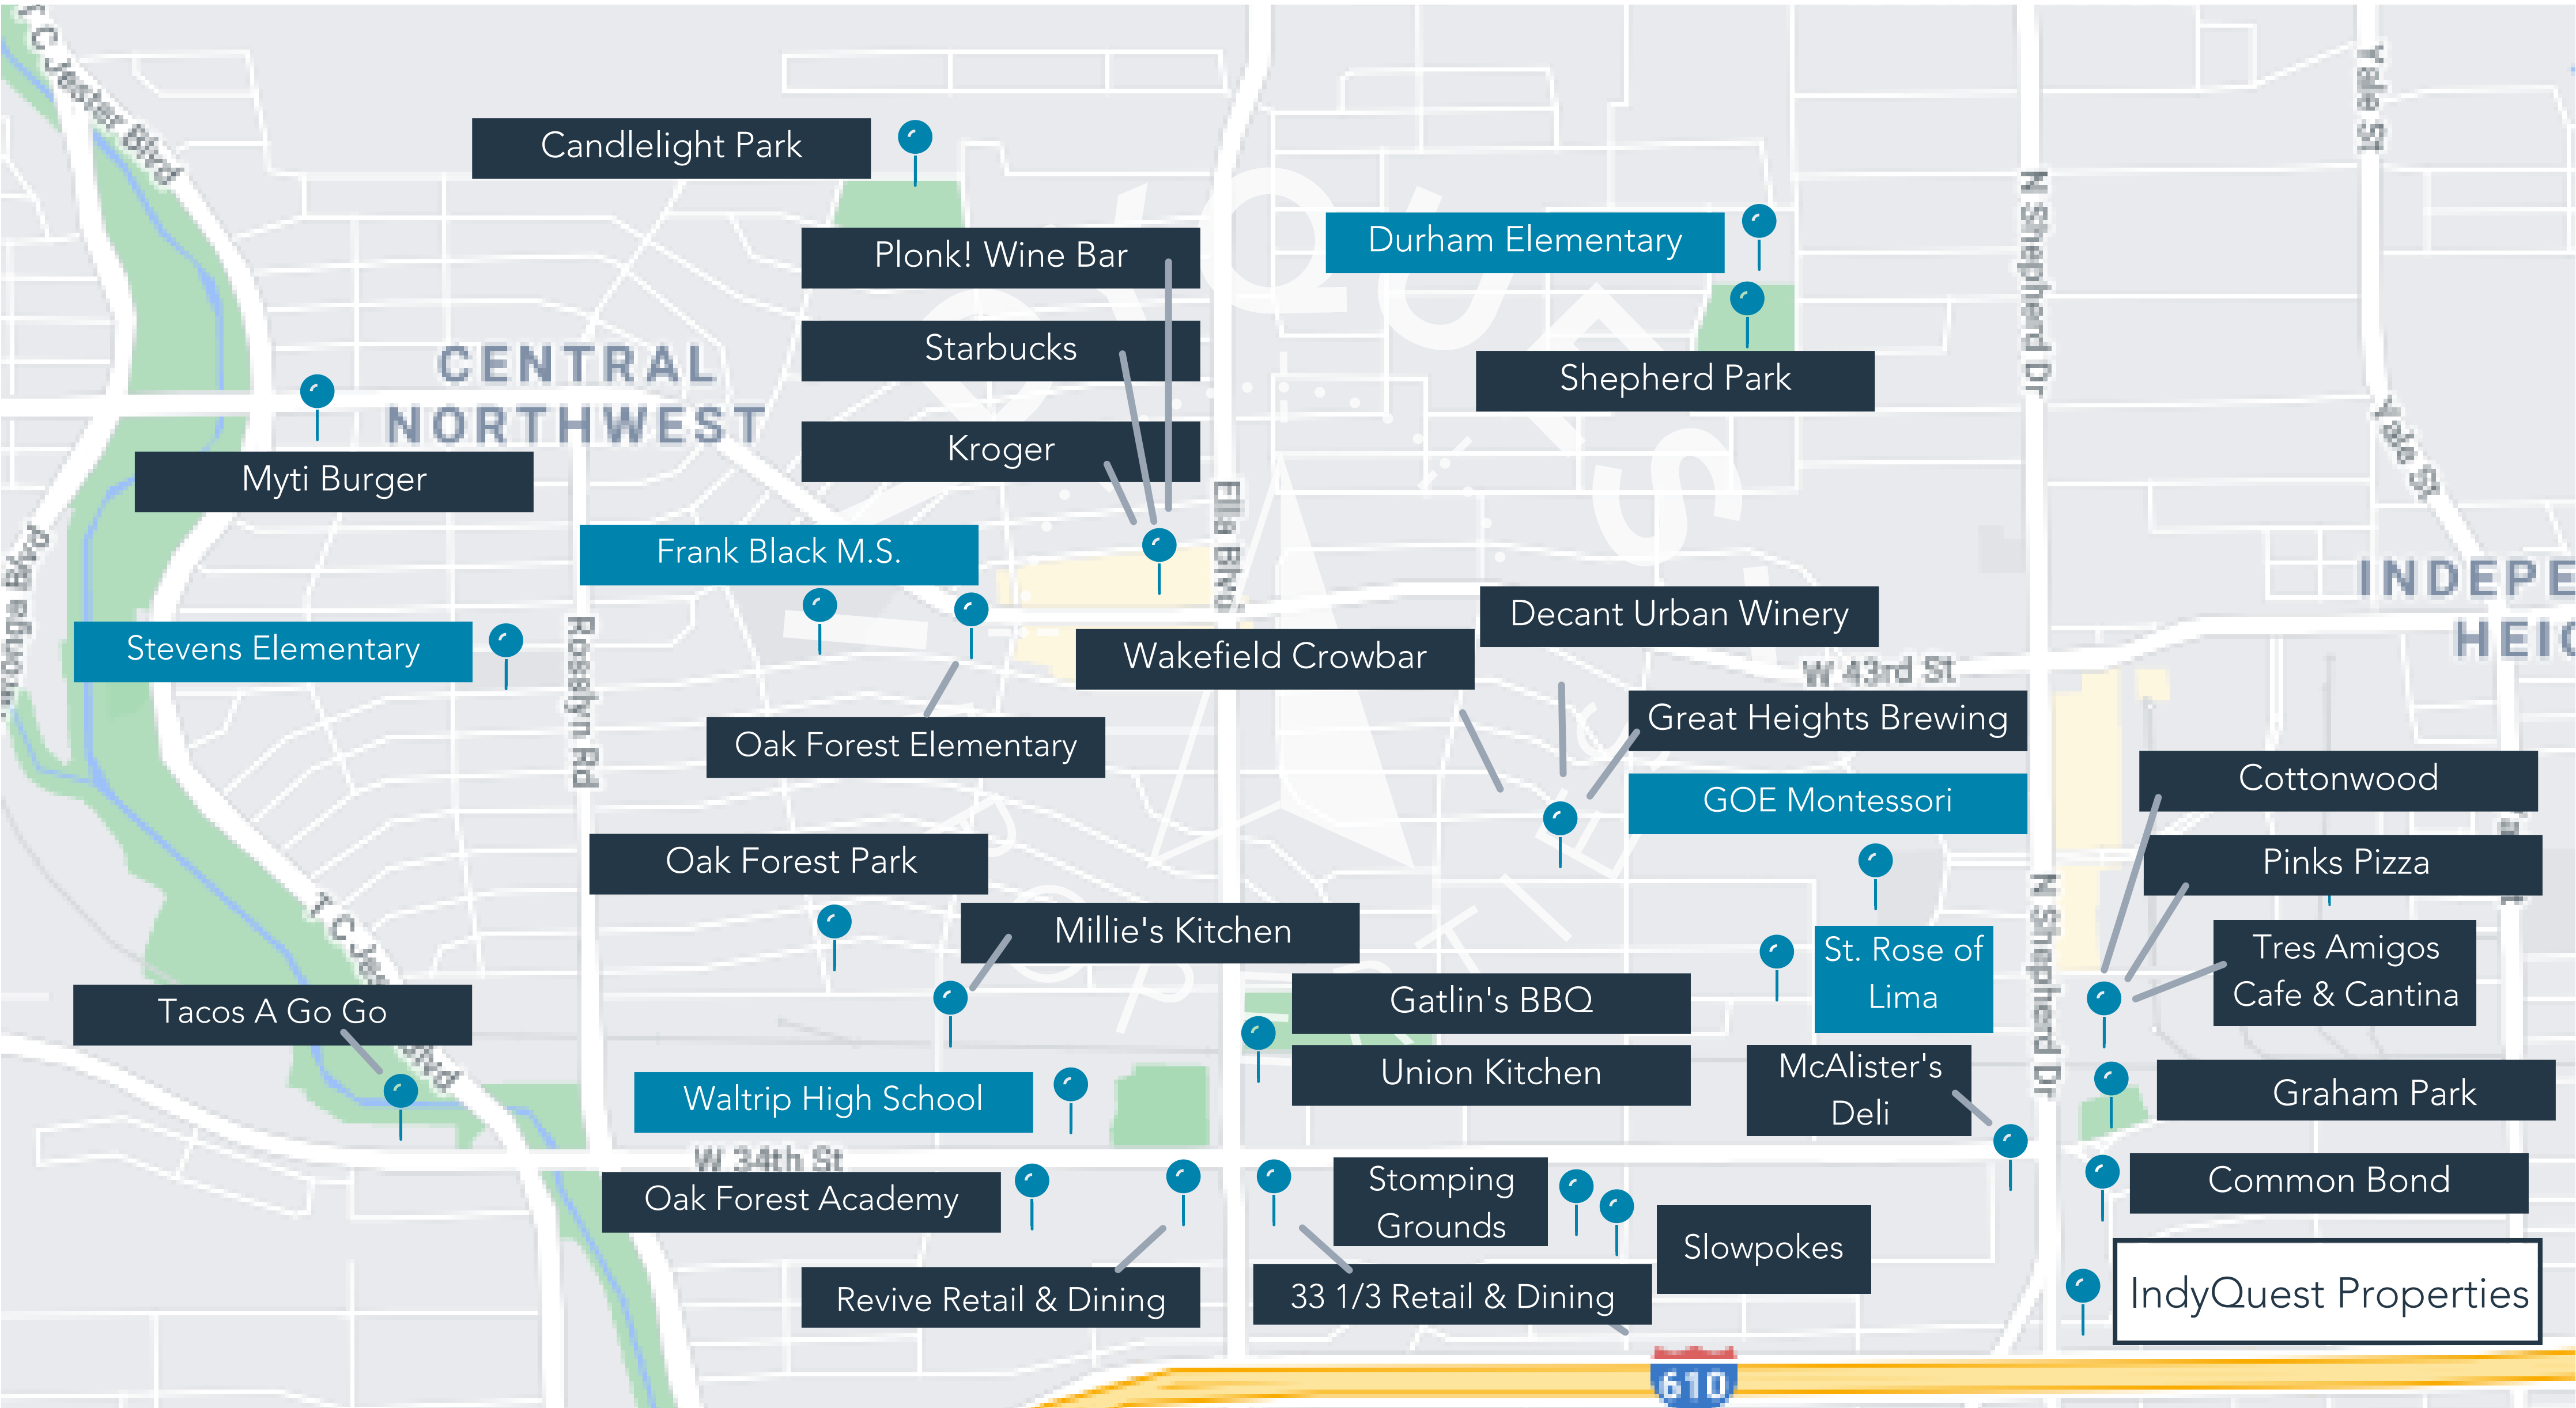 T C Jester Blvd
Yale St
Candlelight Park
N Shepherd Dr
Durham Elementary
Plonk! Wine Bar
Starbucks
Shepherd Park
CENTRAL
NORTHWEST
Kroger
Yale St
Myti Burger
Ella Blvd
Frank Black M.S.
INDEPE
HEIG
Decant Urban Winery
Stevens Elementary
Rosslyn Rd
Wakefield Crowbar
W 43rd St
Great Heights Brewing
Oak Forest Elementary
Cottonwood
GOE Montessori
Oak Forest Park
Pinks Pizza
T C Jes
Blvd
Millie's Kitchen
N Shepherd Dr
St. Rose of
Lima
Tres Amigos
Cafe & Cantina
Tacos A Go Go
Gatlin's BBQ
Union Kitchen
McAlister's
Deli
Waltrip High School
Graham Park
W 34th St
Oak Forest Academy
Stomping
Grounds
Common Bond
Slowpokes
Revive Retail & Dining
33 1/3 Retail & Dining
IndyQuest Properties
610
INDYQUEST
PROPERTIES